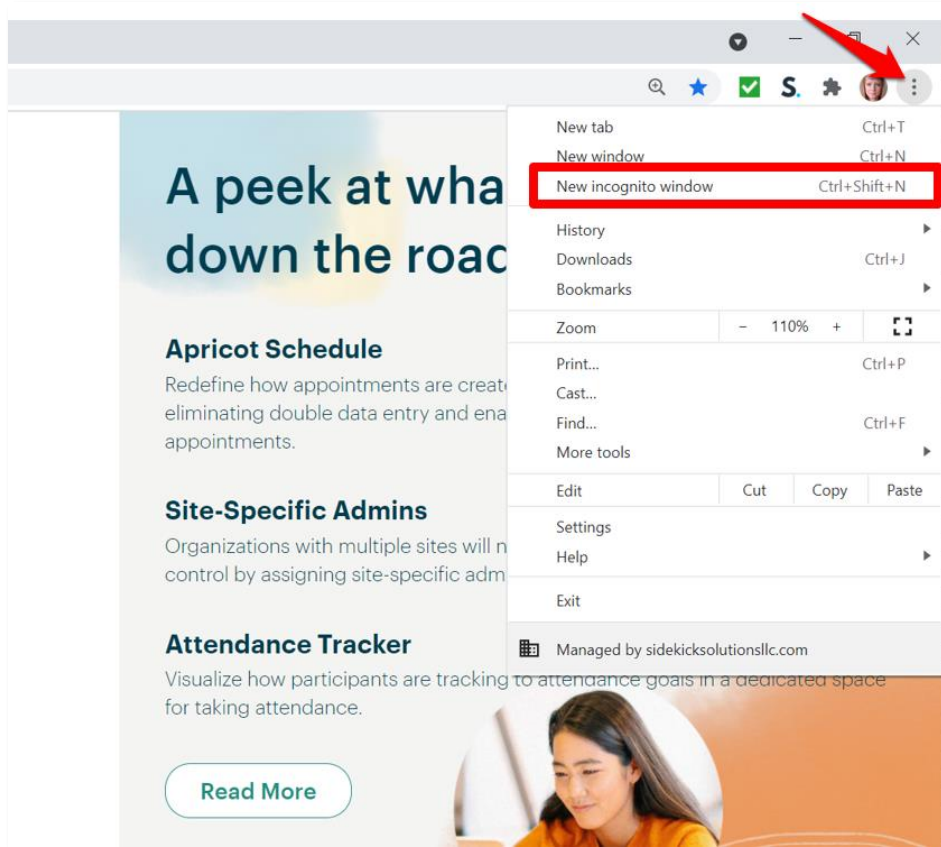 S.
New tab Ctrl+T
New window Ctrl+N
New incognito window Ctrl+Shift+N
History
Downloads Ctrl+J
Bookmarks
Zoom - 110% +
Print... Ctrl+P
Cast...
Find... Ctrl+F
More tools
Edit Cut Copy Paste
Settings
Help
Exit
Managed by sidekicksolutionsllc.com
A peek at wha
down the road
Apricot Schedule
Redefine how appointments are create
eliminating double data entry and ena
appointments.
Site-Specific Admins
Organizations with multiple sites will n
control by assigning site-specific adm
Attendance Tracker
Visualize how participants are tracking to attendance goals in a dedicated space
for taking attendance.
Read More